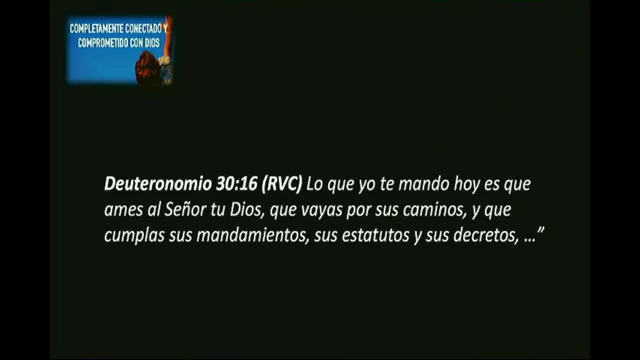 COMPLETAMENTE CONECTADO Y
COMPROMETIDO CON DIOS
Deuteronomio 30:16 (RVC) Lo que yo te mando hoy es que
ames al Señor tu Dios, que vayas por sus caminos, y que
cumplas sus mandamientos, sus estatutos y sus decretos, ...”